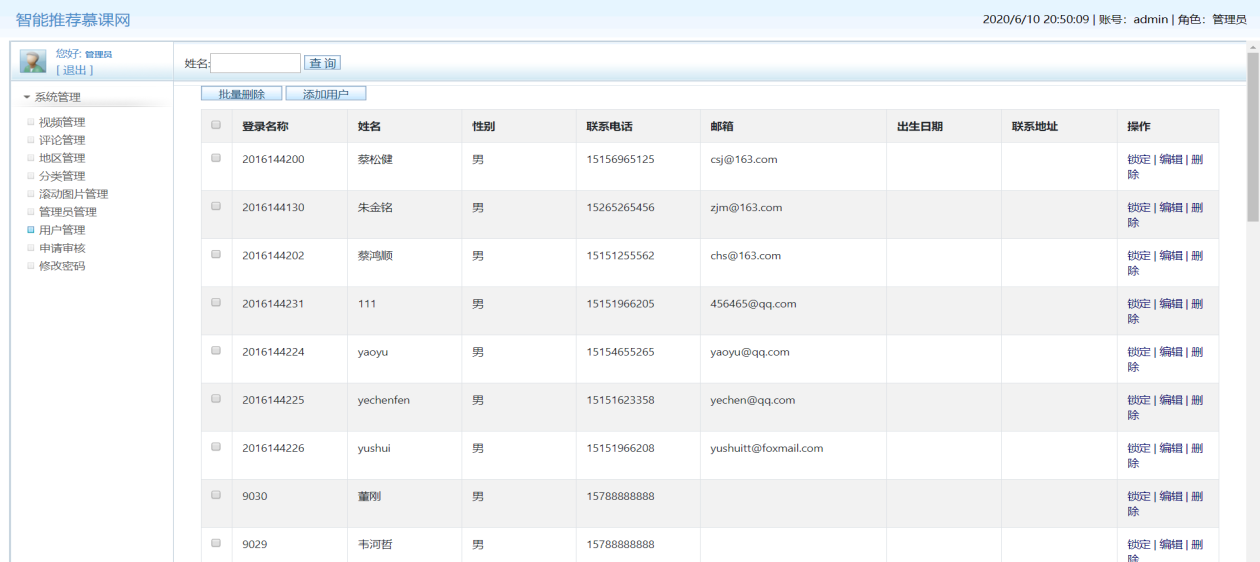 智能推荐慕课网
2020/6/10 20:50:09 | 账号：admin | 角色：管理员
您好: 管理员
[ 退出 ]
系统管理
视频管理
评论管理
地区管理
分类管理
滚动图片管理
管理员管理
用户管理
申请审核
修改密码
姓名: 查 询
批量删除 添加用户
登录名称 姓名 性别 联系电话 邮箱 出生日期 联系地址 操作
2016144200 蔡松健 男 15156965125 csj@163.com 锁定 | 编辑 | 删
除
2016144130 朱金铭 男 15265265456 zjm@163.com 锁定 | 编辑 | 删
除
2016144202 蔡鸿顺 男 15151255562 chs@163.com 锁定 | 编辑 | 删
除
2016144231 111 男 15151966205 456465@qq.com 锁定 | 编辑 | 删
除
2016144224 yaoyu 男 15154655265 yaoyu@qq.com 锁定 | 编辑 | 删
除
2016144225 yechenfen 男 15151623358 yechen@qq.com 锁定 | 编辑 | 删
除
2016144226 yushui 男 15151966208 yushuitt@foxmail.com 锁定 | 编辑 | 删
除
9030 董刚 男 15788888888 锁定 | 编辑 | 删
除
9029 韦河哲 男 15788888888 锁定 | 编辑 | 删
除